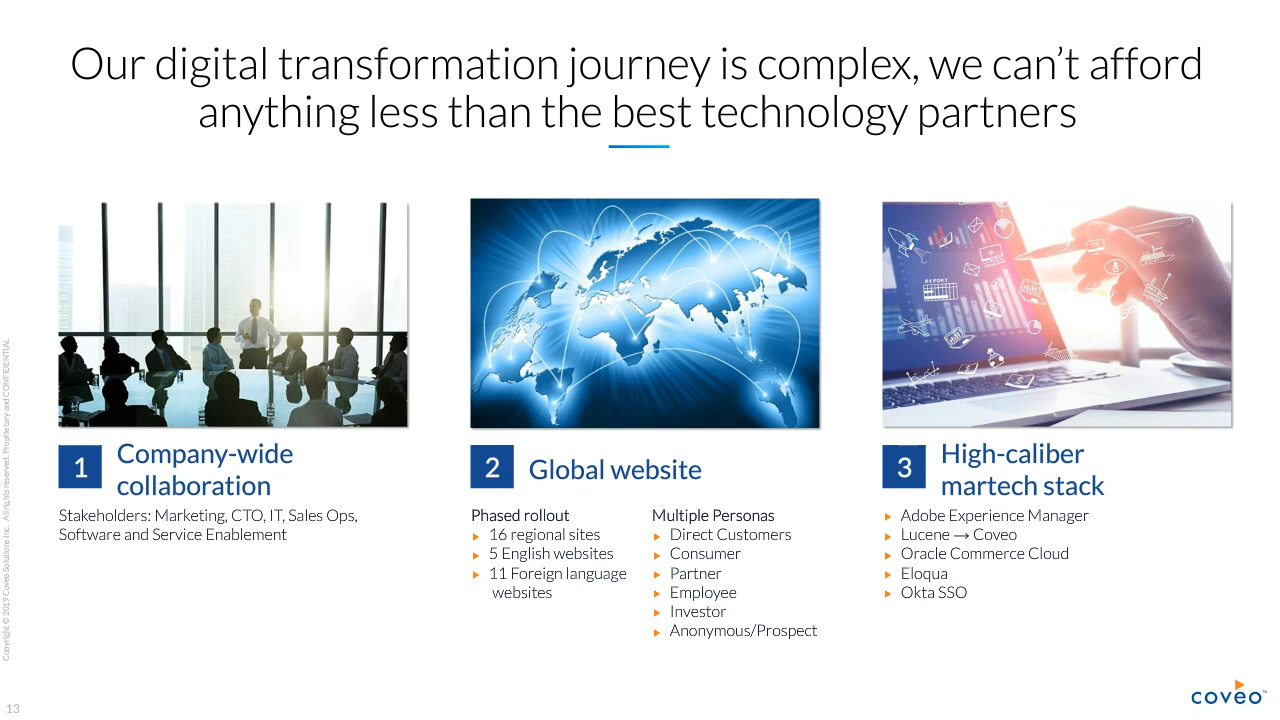 Our digital transformation journey is complex, we can’t afford
anything less than the best technology partners
REPORT
1
Company-wide
collaboration
Stakeholders: Marketing, CTO, IT, Sales Ops,
Software and Service Enablement
2
Global website
Phased rollout
16 regional sites
5 English websites
11 Foreign language
websites
Multiple Personas
Direct Customers
Consumer
Partner
Employee
Investor
Anonymous/Prospect
3
High-caliber
martech stack
Adobe Experience Manager
Lucene → Coveo
Oracle Commerce Cloud
Eloqua
Okta SSO
Copyright © 2019 Coveo Solutions Inc. All rights reserved. Proprietary and CONFIDENTIAL
13
coveo™